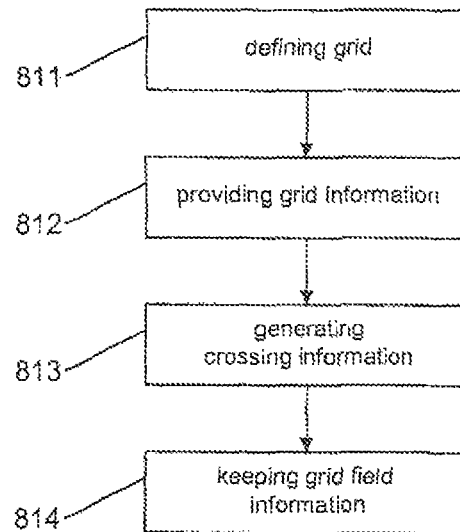 defining grid
811
providing grid information
812
generating
crossing information
813
keeping grid field
information
814